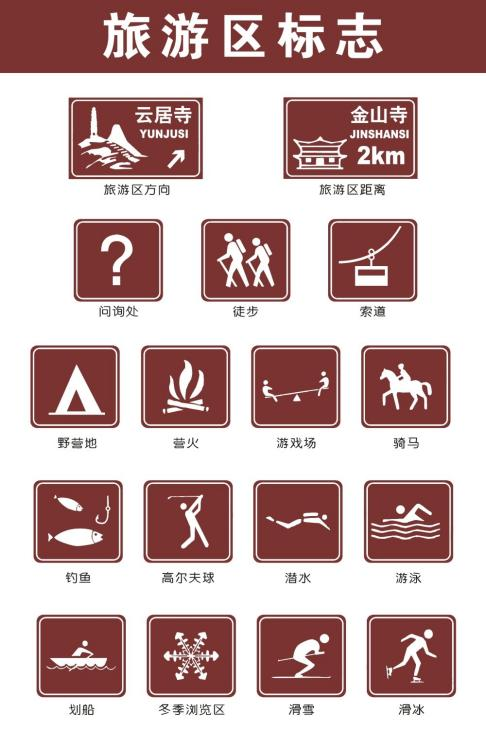 旅游区标志
云居寺
YUNJUSI
金山寺
JINSHANSI
2km
旅游区方向
旅游区距离
?
问询处
徒步
索道
野营地
营火
游戏场
骑马
钓鱼
高尔夫球
潜水
游泳
划船
冬季浏览区
滑雪
滑冰